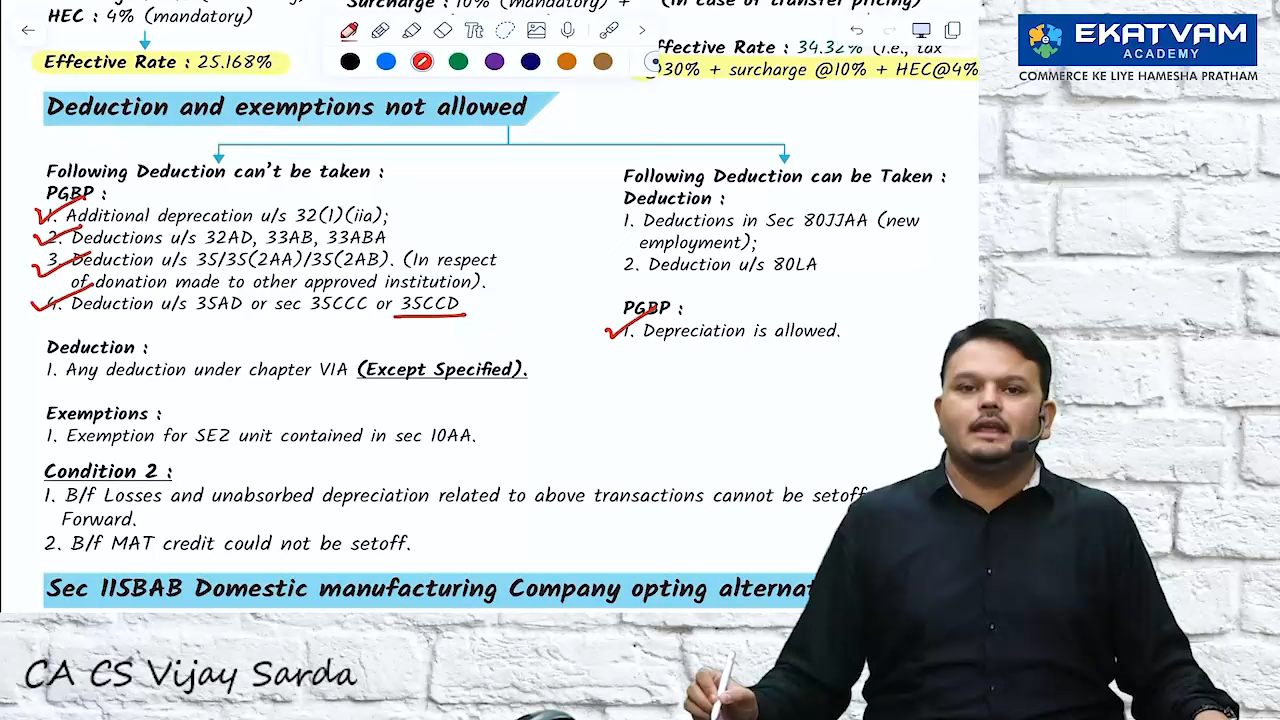 Surcharge : 10% (mandatory) +
(in case of transfer pricing)
HEC : 4% (mandatory)
Effective Rate : 25.168%
ffective Rate : 34.32% (i.e., tax
@30% + surcharge @10% + HEC@4%
EKATVAM
ACADEMY
COMMERCE KE LIYE HAMESHA PRATHAM
Deduction and exemptions not allowed
Following Deduction can't be taken :
PGBP :
1. Additional deprecation u/s 32(1)(iia);
2. Deductions u/s 32AD, 33AB, 33ABA
3. Deduction u/s 35/35(2AA)/35(2AB). (In respect
of donation made to other approved institution).
4. Deduction u/s 35AD or sec 35CCC or 35CCD
Deduction :
1. Any deduction under chapter VIA (Except Specified).
Exemptions :
1. Exemption for SEZ unit contained in sec 10AA.
Following Deduction can be Taken :
Deduction :
1. Deductions in Sec 80JJAA (new
employment);
2. Deduction u/s 80LA
PGBP :
1. Depreciation is allowed.
Condition 2 :
1. B/f Losses and unabsorbed depreciation related to above transactions cannot be setoff
Forward.
2. B/f MAT credit could not be setoff.
Sec 115BAB Domestic manufacturing Company opting alternat
CA CS Vijay Sarda